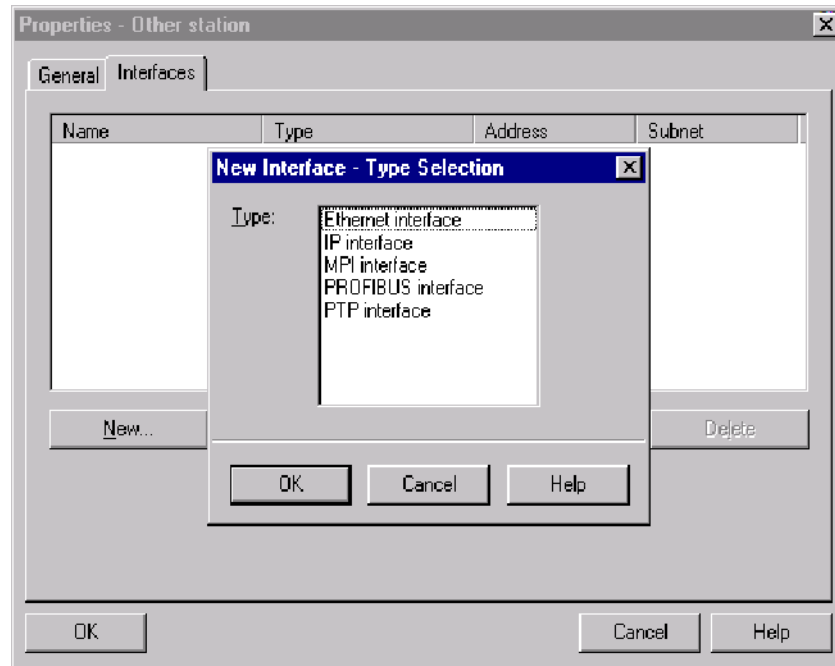 Properties - Other station
General Interfaces
Name Type Address Subnet
New Interface - Type Selection
Type:
Ethernet interface
IP interface
MPI interface
PROFIBUS interface
PTP interface
New... Delete
OK Cancel Help
OK Cancel Help